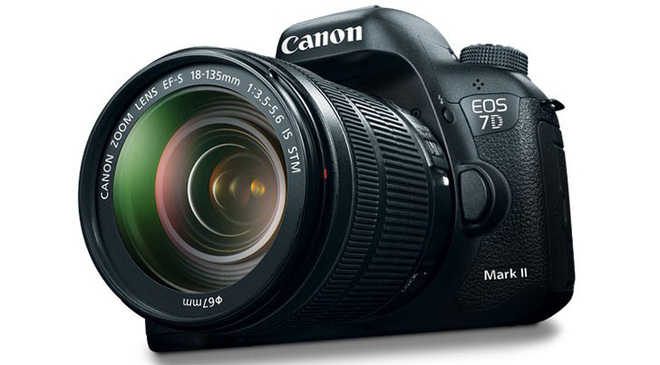 Canon
EOS
7D
Mark II
CANON ZOOM LENS EF-S 18-135mm 1:3.5-5.6 IS STM
Φ67mm